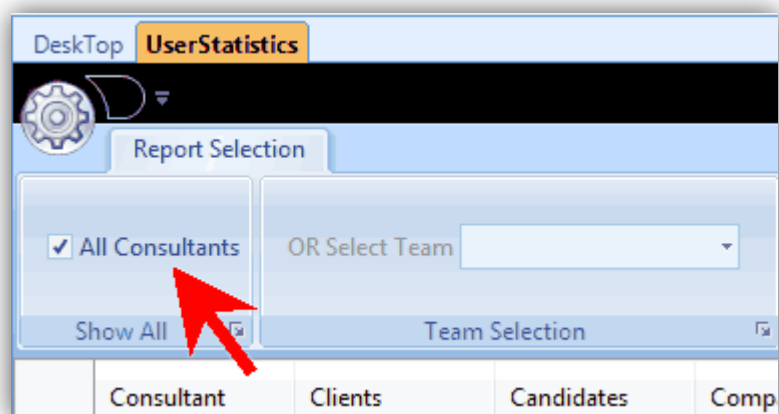 DeskTop UserStatistics
Report Selection
All Consultants OR Select Team
Show All Team Selection
Consultant Clients Candidates Comp